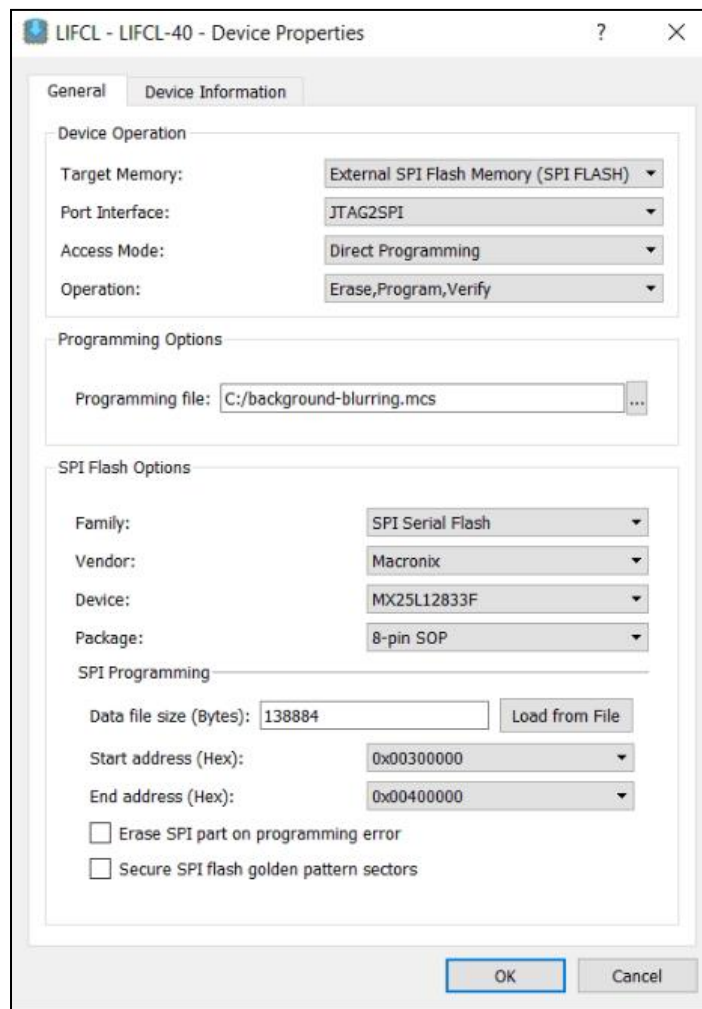 LIFCL - LIFCL-40 - Device Properties ? ×
General Device Information
Device Operation
Target Memory: External SPI Flash Memory (SPI FLASH)
Port Interface: JTAG2SPI
Access Mode: Direct Programming
Operation: Erase,Program,Verify
Programming Options
Programming file: C:/background-blurring.mcs ...
SPI Flash Options
Family: SPI Serial Flash
Vendor: Macronix
Device: MX25L12833F
Package: 8-pin SOP
SPI Programming
Data file size (Bytes): 138884 Load from File
Start address (Hex): 0x00300000
End address (Hex): 0x00400000
Erase SPI part on programming error
Secure SPI flash golden pattern sectors
OK Cancel